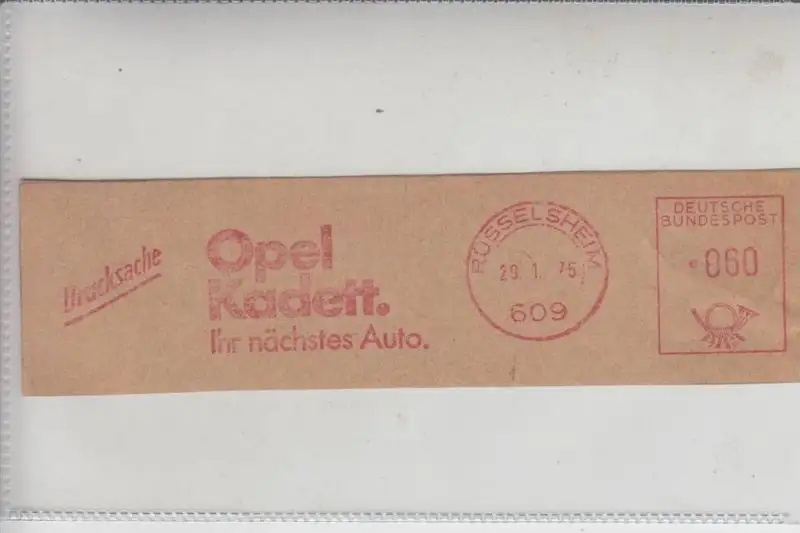 Drucksache
Opel
Kadett.
Ihr nächstes Auto.
RÜSSELSHEIM
29.1.75
609
DEUTSCHE
BUNDESPOST
060